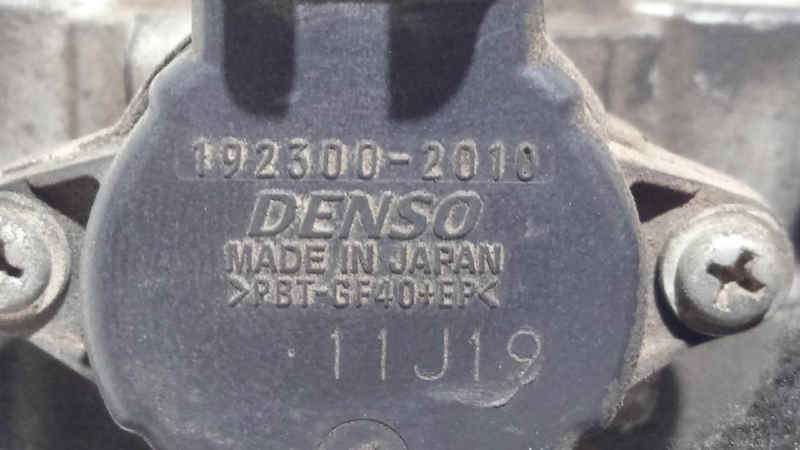 192300-2010
DENSO
MADE IN JAPAN
>PBT-GF40+EP<
11J19